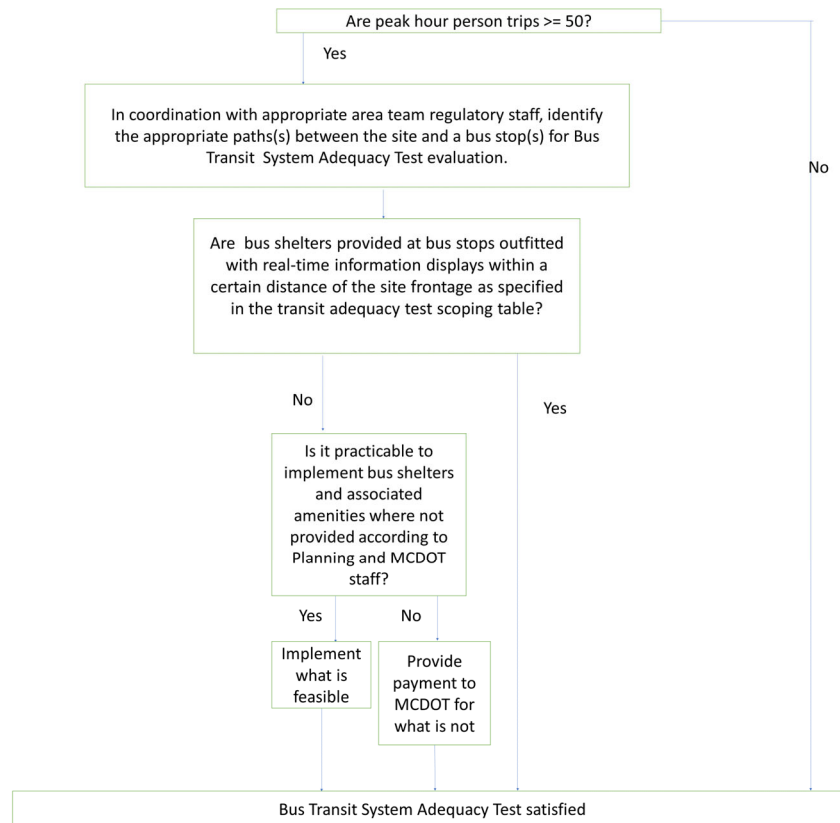 Are peak hour person trips >= 50?
Yes
In coordination with appropriate area team regulatory staff, identify
the appropriate paths(s) between the site and a bus stop(s) for Bus
Transit System Adequacy Test evaluation.
No
Are bus shelters provided at bus stops outfitted
with real-time information displays within a
certain distance of the site frontage as specified
in the transit adequacy test scoping table?
No
Yes
Is it practicable to
implement bus shelters
and associated
amenities where not
provided according to
Planning and MCDOT
staff?
Yes
No
Implement
what is
feasible
Provide
payment to
MCDOT for
what is not
Bus Transit System Adequacy Test satisfied